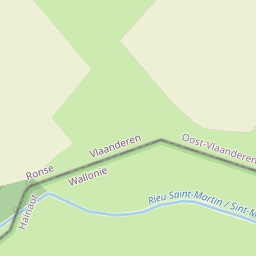 Vlaanderen
Oost-Vlaanderen
Ronse
Wallonie
Hainaut
Rieu Saint-Martin / Sint-M